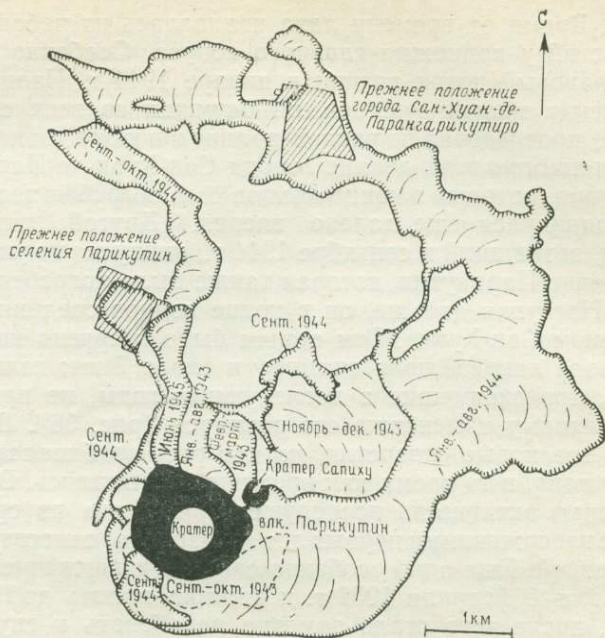 С
Прежнее положение
города Сан-Хуан-де-
Парангарикутиро
Сент.-окт. 1944
Прежнее положение
селения Парикутин
Сент. 1944
Янв.-авг. 1944
Ноябрь-дек. 1943
Июнь 1945
Янв.-авг. 1943
Февр.-
март
1943
Сент.
1944
Кратер Сапиху
Кратер
влк. Парикутин
Сент.
1944
Сент.-окт. 1943
1 км